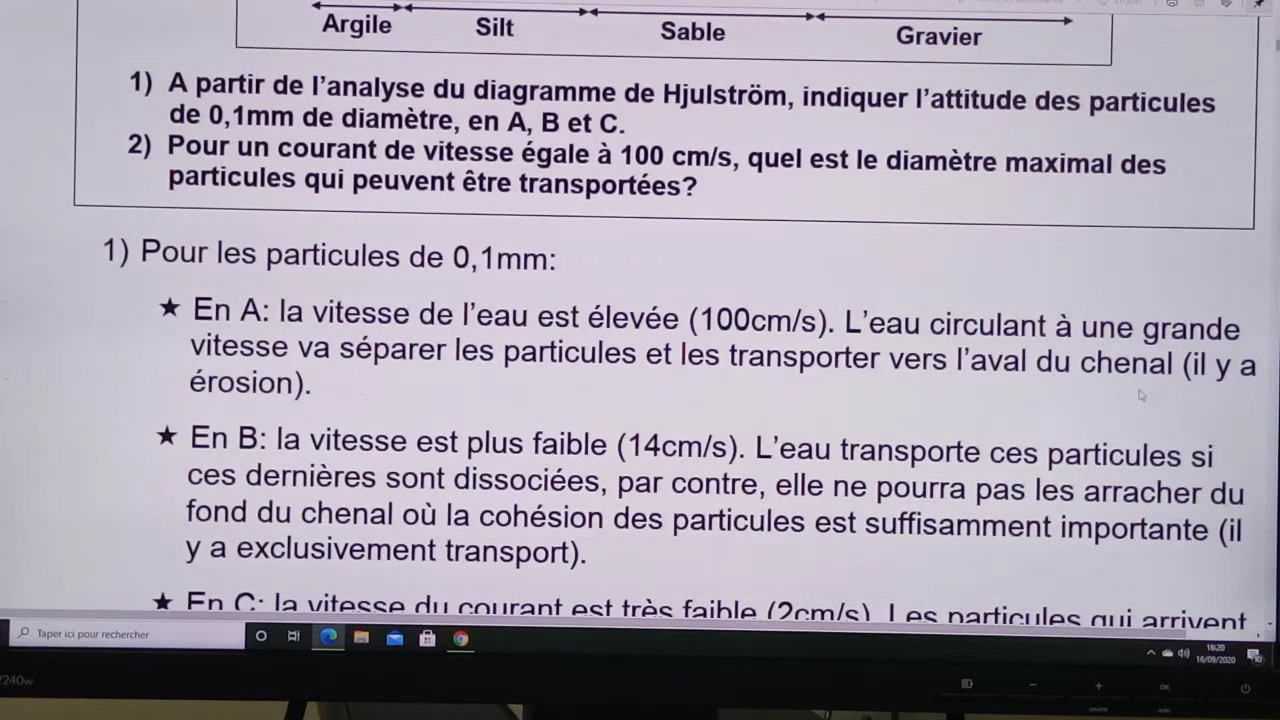 Argile Silt Sable Gravier
1) A partir de l'analyse du diagramme de Hjulström, indiquer l'attitude des particules
de 0,1mm de diamètre, en A, B et C.
2) Pour un courant de vitesse égale à 100 cm/s, quel est le diamètre maximal des
particules qui peuvent être transportées?
1) Pour les particules de 0,1mm:
★ En A: la vitesse de l'eau est élevée (100cm/s). L'eau circulant à une grande
vitesse va séparer les particules et les transporter vers l'aval du chenal (il y a
érosion).
★ En B: la vitesse est plus faible (14cm/s). L'eau transporte ces particules si
ces dernières sont dissociées, par contre, elle ne pourra pas les arracher du
fond du chenal où la cohésion des particules est suffisamment importante (il
y a exclusivement transport).
★ En C: la vitesse du courant est très faible (2cm/s). Les particules qui arrivent
Taper ici pour rechercher
16:20
16/09/2020
2240w
OK
source
auto